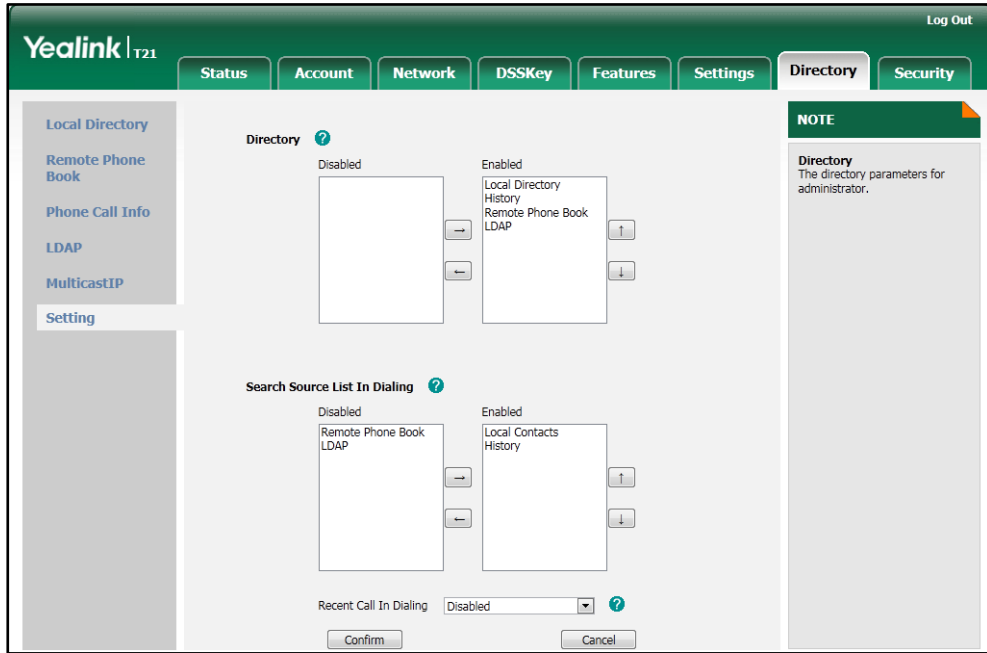 Log Out
Yealink | T21
Status
Account
Network
DSSKey
Features
Settings
Directory
Security
Local Directory
Remote Phone
Book
Phone Call Info
LDAP
MulticastIP
Setting
Directory ?
Disabled
Enabled
Local Directory
History
Remote Phone Book
LDAP
→
←
↑
↓
Search Source List In Dialing ?
Disabled
Enabled
Remote Phone Book
LDAP
Local Contacts
History
→
←
↑
↓
Recent Call In Dialing Disabled ?
Confirm
Cancel
NOTE
Directory
The directory parameters for
administrator.